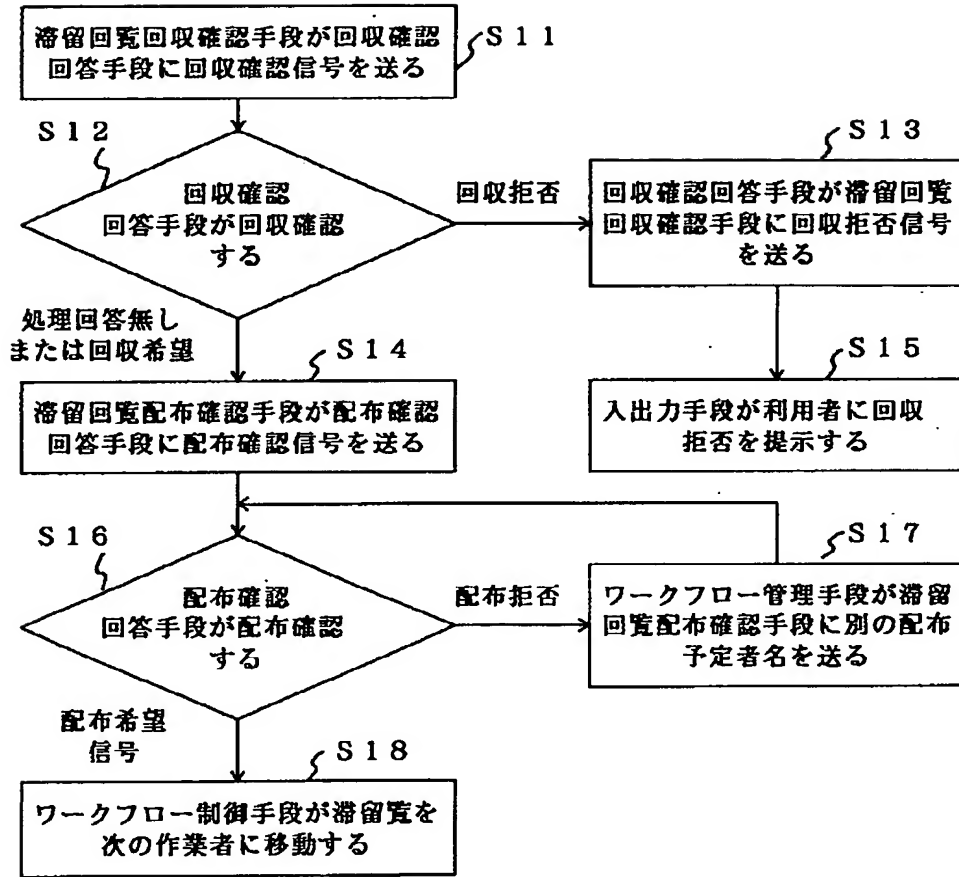 滞留回覧回収確認手段が回収確認
回答手段に回収確認信号を送る
S11
S12
回収確認
回答手段が回収確認
する
回収拒否
S13
回収確認回答手段が滞留回覧
回収確認手段に回収拒否信号
を送る
処理回答無し
または回収希望
S14
滞留回覧配布確認手段が配布確認
回答手段に配布確認信号を送る
S15
入出力手段が利用者に回収
拒否を提示する
S16
配布確認
回答手段が配布確認
する
配布拒否
S17
ワークフロー管理手段が滞留
回覧配布確認手段に別の配布
予定者名を送る
配布希望
信号
S18
ワークフロー制御手段が滞留覧を
次の作業者に移動する